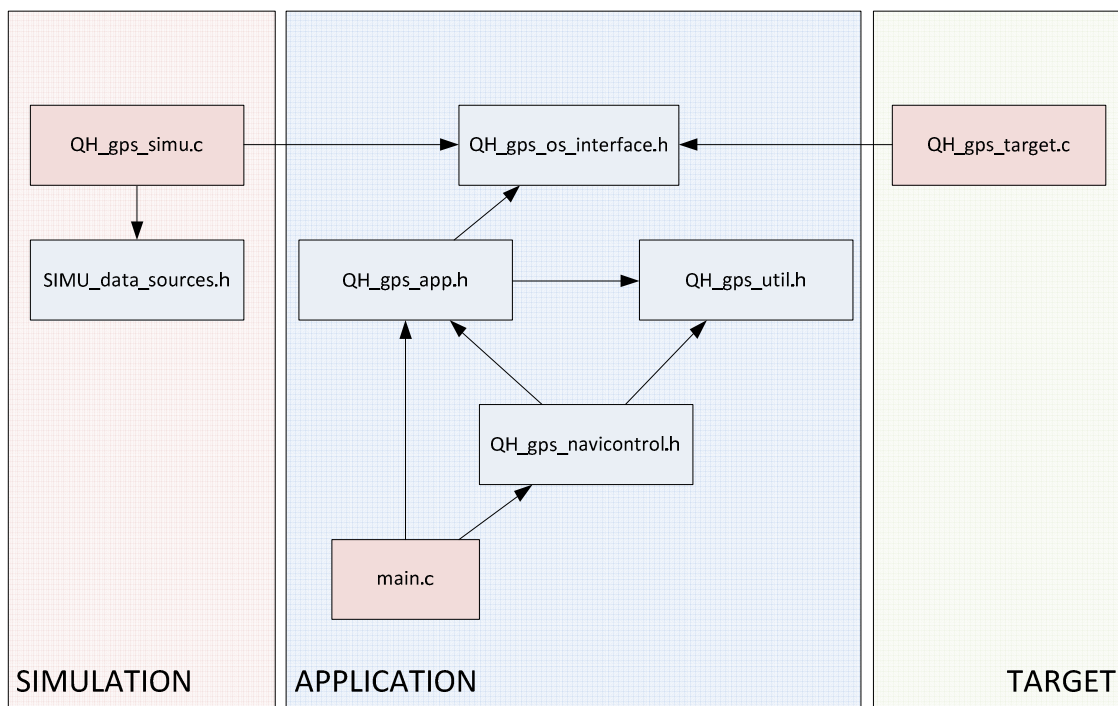 QH_gps_simu.c
QH_gps_os_interface.h
QH_gps_target.c
SIMU_data_sources.h
QH_gps_app.h
QH_gps_util.h
QH_gps_navicontrol.h
main.c
SIMULATION
APPLICATION
TARGET